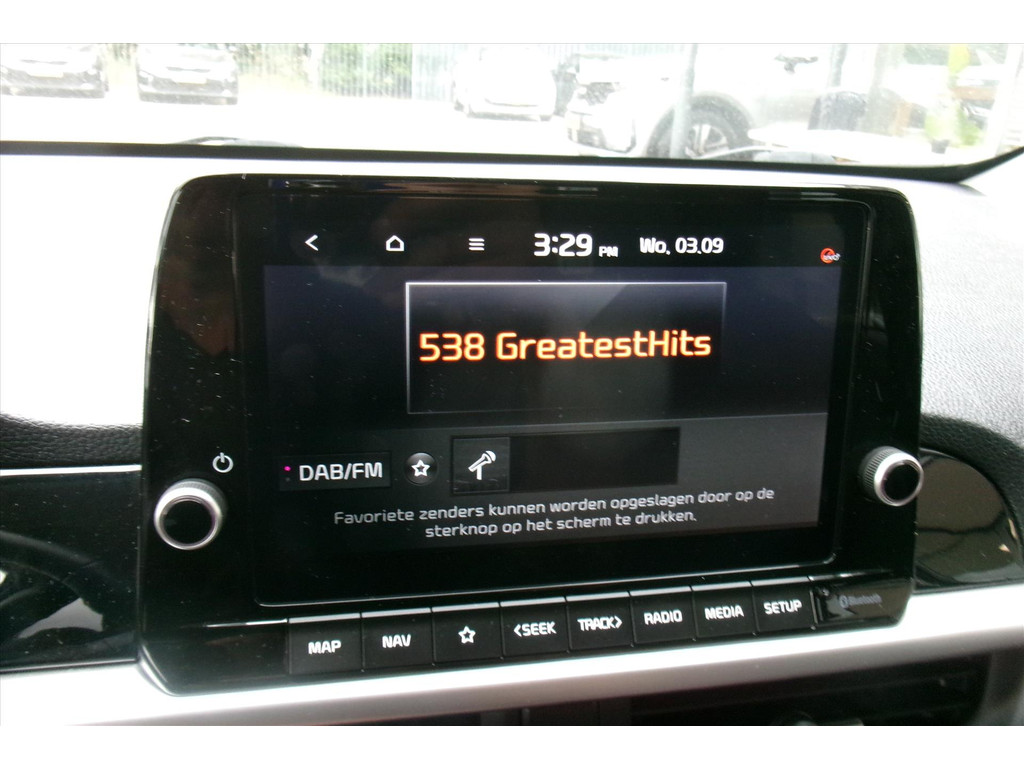 3:29 PM Wo. 03.09
538 GreatestHits
DAB/FM
Favoriete zenders kunnen worden opgeslagen door op de
sterknop op het scherm te drukken.
MAP NAV <SEEK TRACK> RADIO MEDIA SETUP
Bluetooth